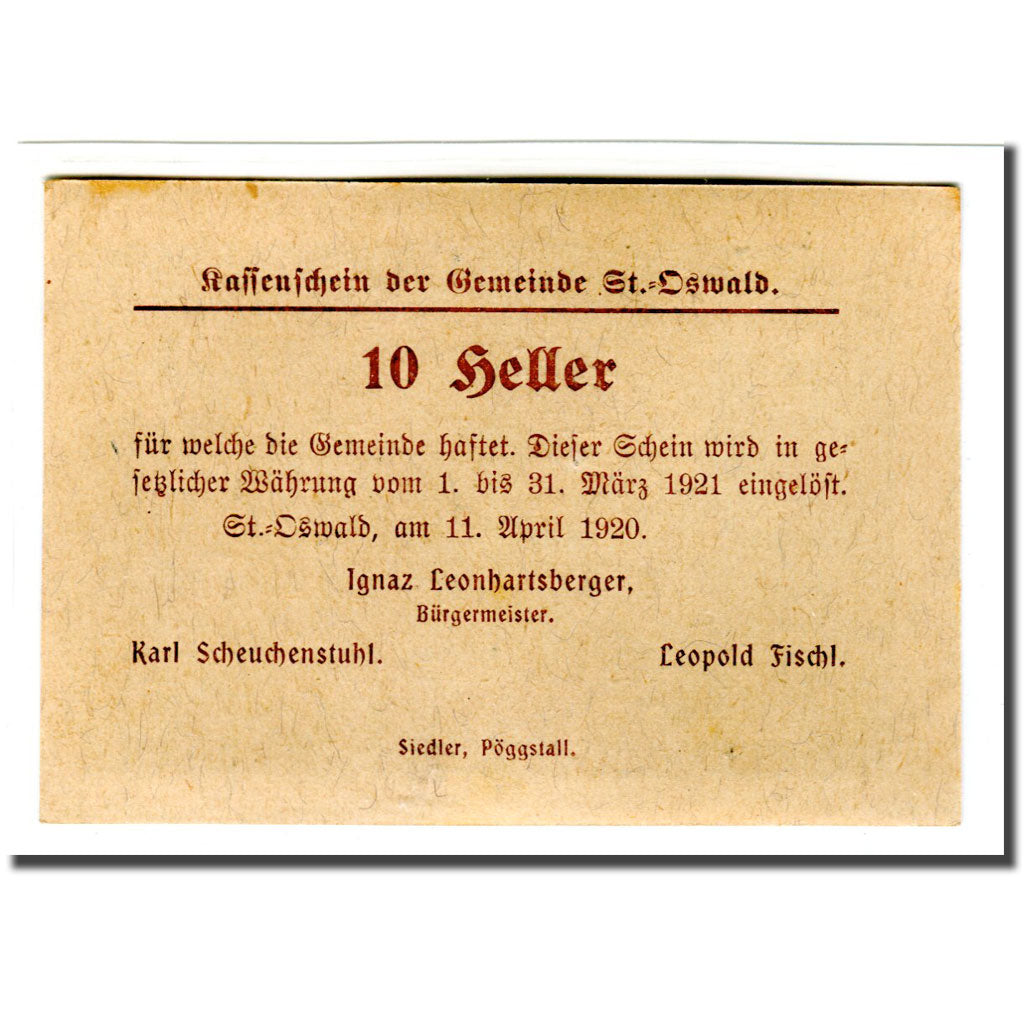 Kassenschein der Gemeinde St.-Oswald.
10 Heller
für welche die Gemeinde haftet. Dieser Schein wird in ge-
setzlicher Währung vom 1. bis 31. März 1921 eingelöst.
St.-Oswald, am 11. April 1920.
Ignaz Leonhartsberger,
Bürgermeister.
Karl Scheuchenstuhl. Leopold Fischl.
Siedler, Pöggstall.